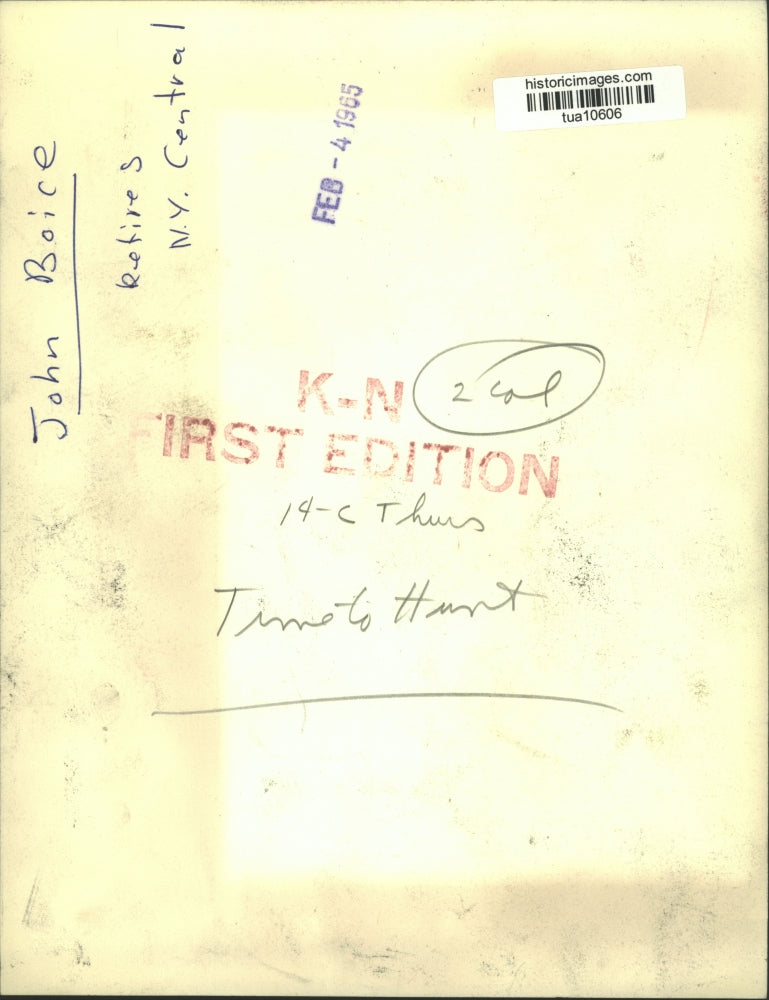 historicimages.com
tua10606
John Boice
Retires
N.Y. Central
FEB - 4 1965
K-N
2 col
FIRST EDITION
14-C Thurs
Time to Hunt